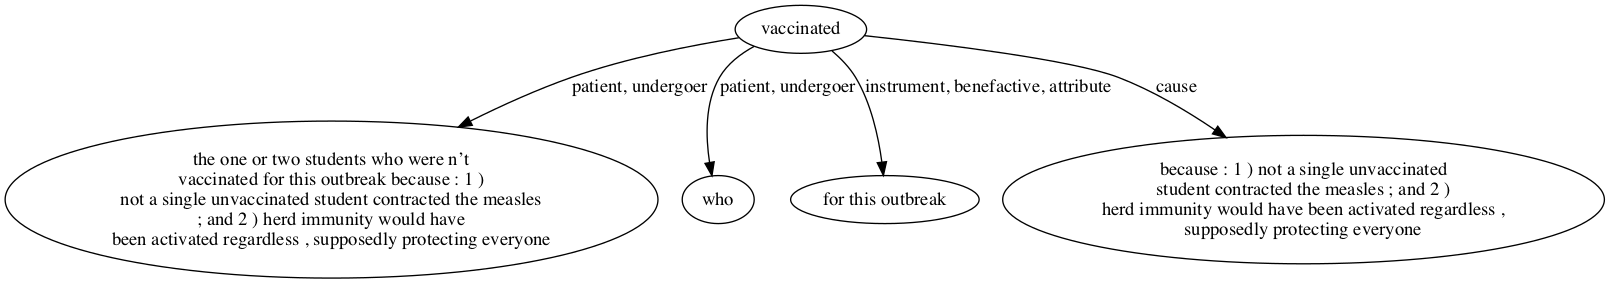 vaccinated
patient, undergoer
patient, undergoer
instrument, benefactive, attribute
cause
the one or two students who were n't
vaccinated for this outbreak because : 1 )
not a single unvaccinated student contracted the measles
; and 2 ) herd immunity would have
been activated regardless , supposedly protecting everyone
who
for this outbreak
because : 1 ) not a single unvaccinated
student contracted the measles ; and 2 )
herd immunity would have been activated regardless ,
supposedly protecting everyone